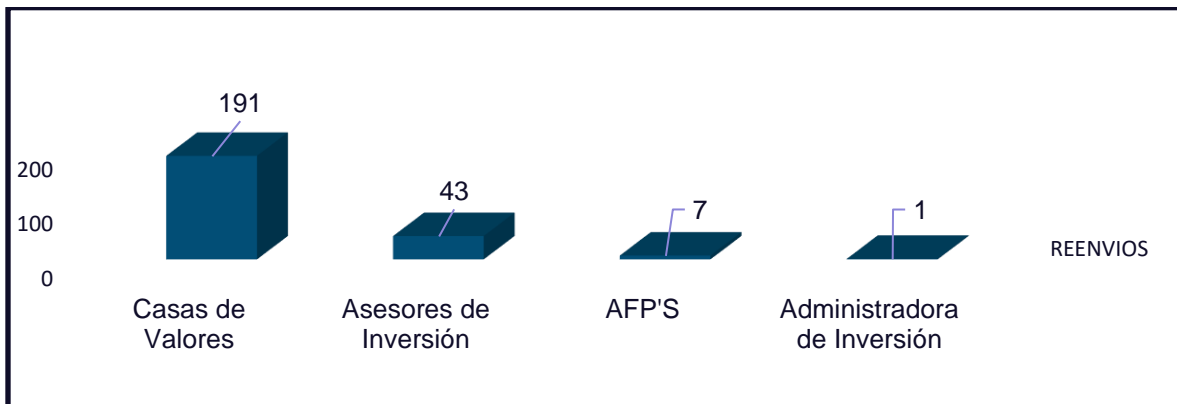 191
43
7
1
200
100
0
REENVIOS
Casas de
Valores
Asesores de
Inversión
AFP'S
Administradora
de Inversión